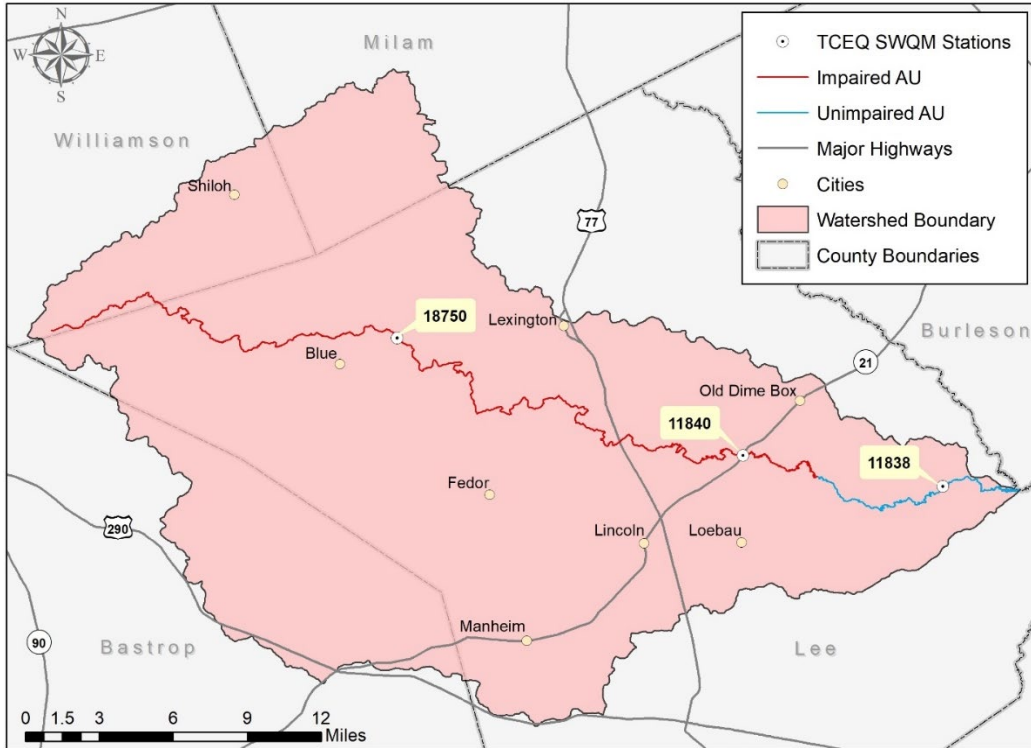 N
W E
S
Milam
Williamson
Shiloh
77
TCEQ SWQM Stations
Impaired AU
Unimpaired AU
Major Highways
Cities
Watershed Boundary
County Boundaries
18750
Lexington
Blue
Burleson
21
Old Dime Box
11840
11838
Fedor
290
Lincoln
Loebau
Manheim
Bastrop
90
Lee
0 1.5 3 6 9 12
Miles